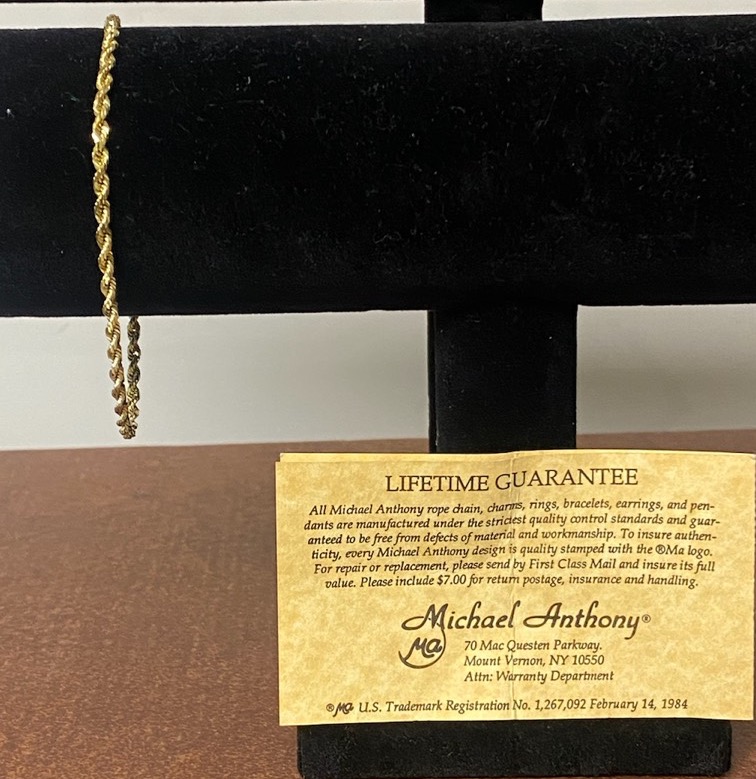 LIFETIME GUARANTEE
All Michael Anthony rope chain, charms, rings, bracelets, earrings, and pen-
dants are manufactured under the strictest quality control standards and guar-
anteed to be free from defects of material and workmanship. To insure authen-
ticity, every Michael Anthony design is quality stamped with the ®Ma logo.
For repair or replacement, please send by First Class Mail and insure its full
value. Please include $7.00 for return postage, insurance and handling.
Michael Anthony®
Ma
70 Mac Questen Parkway.
Mount Vernon, NY 10550
Attn: Warranty Department
®Ma U.S. Trademark Registration No. 1,267,092 February 14, 1984